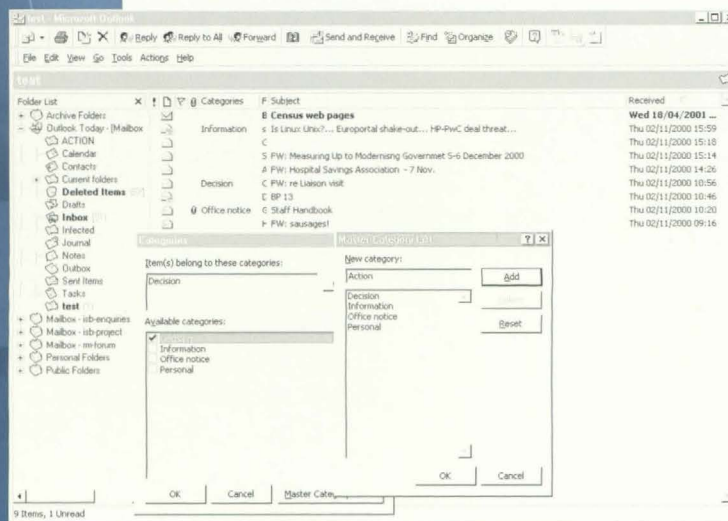 test - Microsoft Outlook
Reply Reply to All Forward Send and Receive Find Organize
File Edit View Go Tools Actions Help
test
Folder List X ! Categories F Subject Received
Archive Folders B Census web pages Wed 18/04/2001 ...
Outlook Today - [Mailbox Information s Is Linux Unix?... Europortal shake-out... HP-PwC deal threat... Thu 02/11/2000 15:59
ACTION C Thu 02/11/2000 15:18
Calendar S FW: Measuring Up to Modernising Governmet 5-6 December 2000 Thu 02/11/2000 15:14
Contacts A FW: Hospital Savings Association - 7 Nov. Thu 02/11/2000 14:26
Current folders Decision C FW: re Liaison visit Thu 02/11/2000 10:56
Deleted Items C BP 13 Thu 02/11/2000 10:46
Drafts Office notice G Staff Handbook Thu 02/11/2000 10:20
Inbox H FW: sausages! Thu 02/11/2000 09:16
Infected
Journal
Notes
Outbox
Sent Items
Tasks
test (1)
Mailbox - isb-enquiries
Mailbox - isb-project
Mailbox - mr-forum
Personal Folders
Public Folders
Categories
Item(s) belong to these categories:
Decision
Available categories:
Information
Office notice
Personal
OK Cancel Master Categ
Master Category List ? X
New category:
Action Add
Decision
Information
Office notice Reset
Personal
OK Cancel
9 Items, 1 Unread